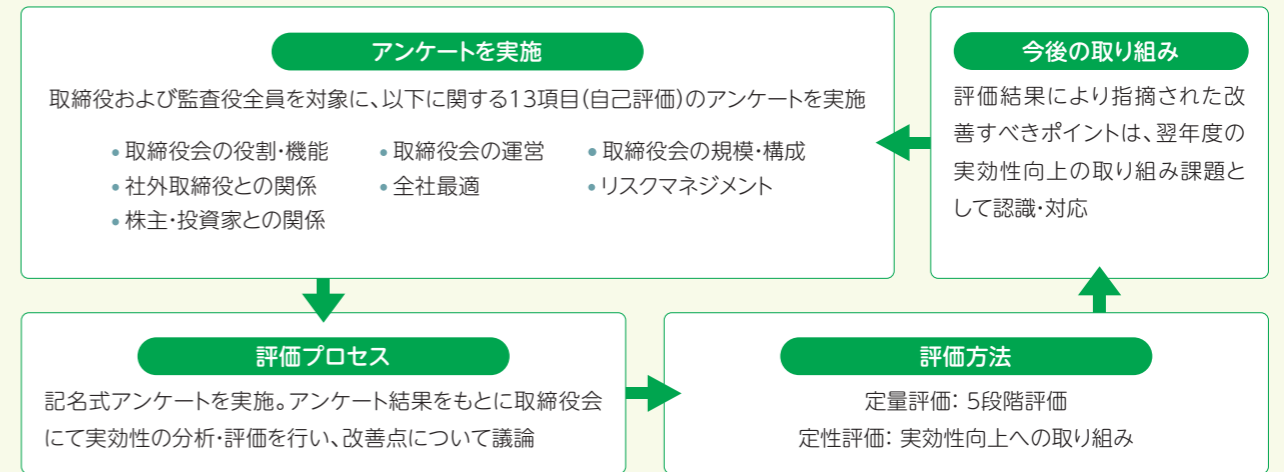 アンケートを実施
取締役および監査役全員を対象に、以下に関する13項目(自己評価)のアンケートを実施
•取締役会の役割・機能 •取締役会の運営 •取締役会の規模・構成
•社外取締役との関係 •全社最適 •リスクマネジメント
•株主・投資家との関係
評価プロセス
記名式アンケートを実施。アンケート結果をもとに取締役会
にて実効性の分析・評価を行い、改善点について議論
評価方法
定量評価: 5段階評価
定性評価: 実効性向上への取り組み
今後の取り組み
評価結果により指摘された改
善すべきポイントは、翌年度の
実効性向上の取り組み課題と
して認識・対応